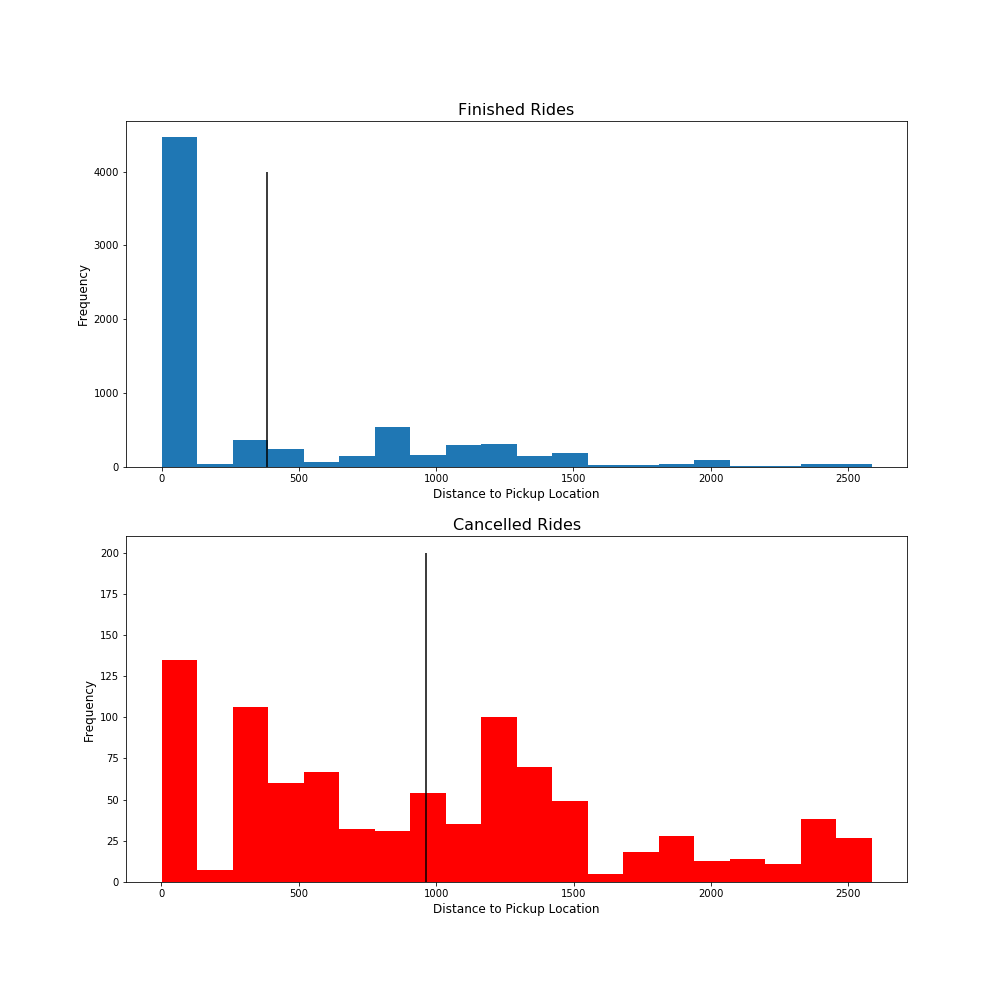 Finished Rides
4000
3000
2000
1000
0
Frequency
0 500 1000 1500 2000 2500
Distance to Pickup Location
Cancelled Rides
200
175
150
125
100
75
50
25
0
Frequency
0 500 1000 1500 2000 2500
Distance to Pickup Location